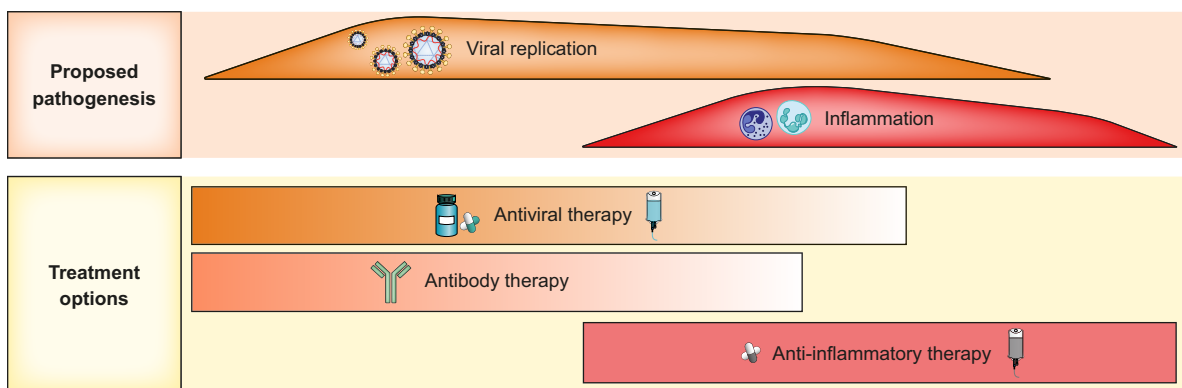 Proposed
pathogenesis
Viral replication
Inflammation
Treatment
options
Antiviral therapy
Antibody therapy
Anti-inflammatory therapy